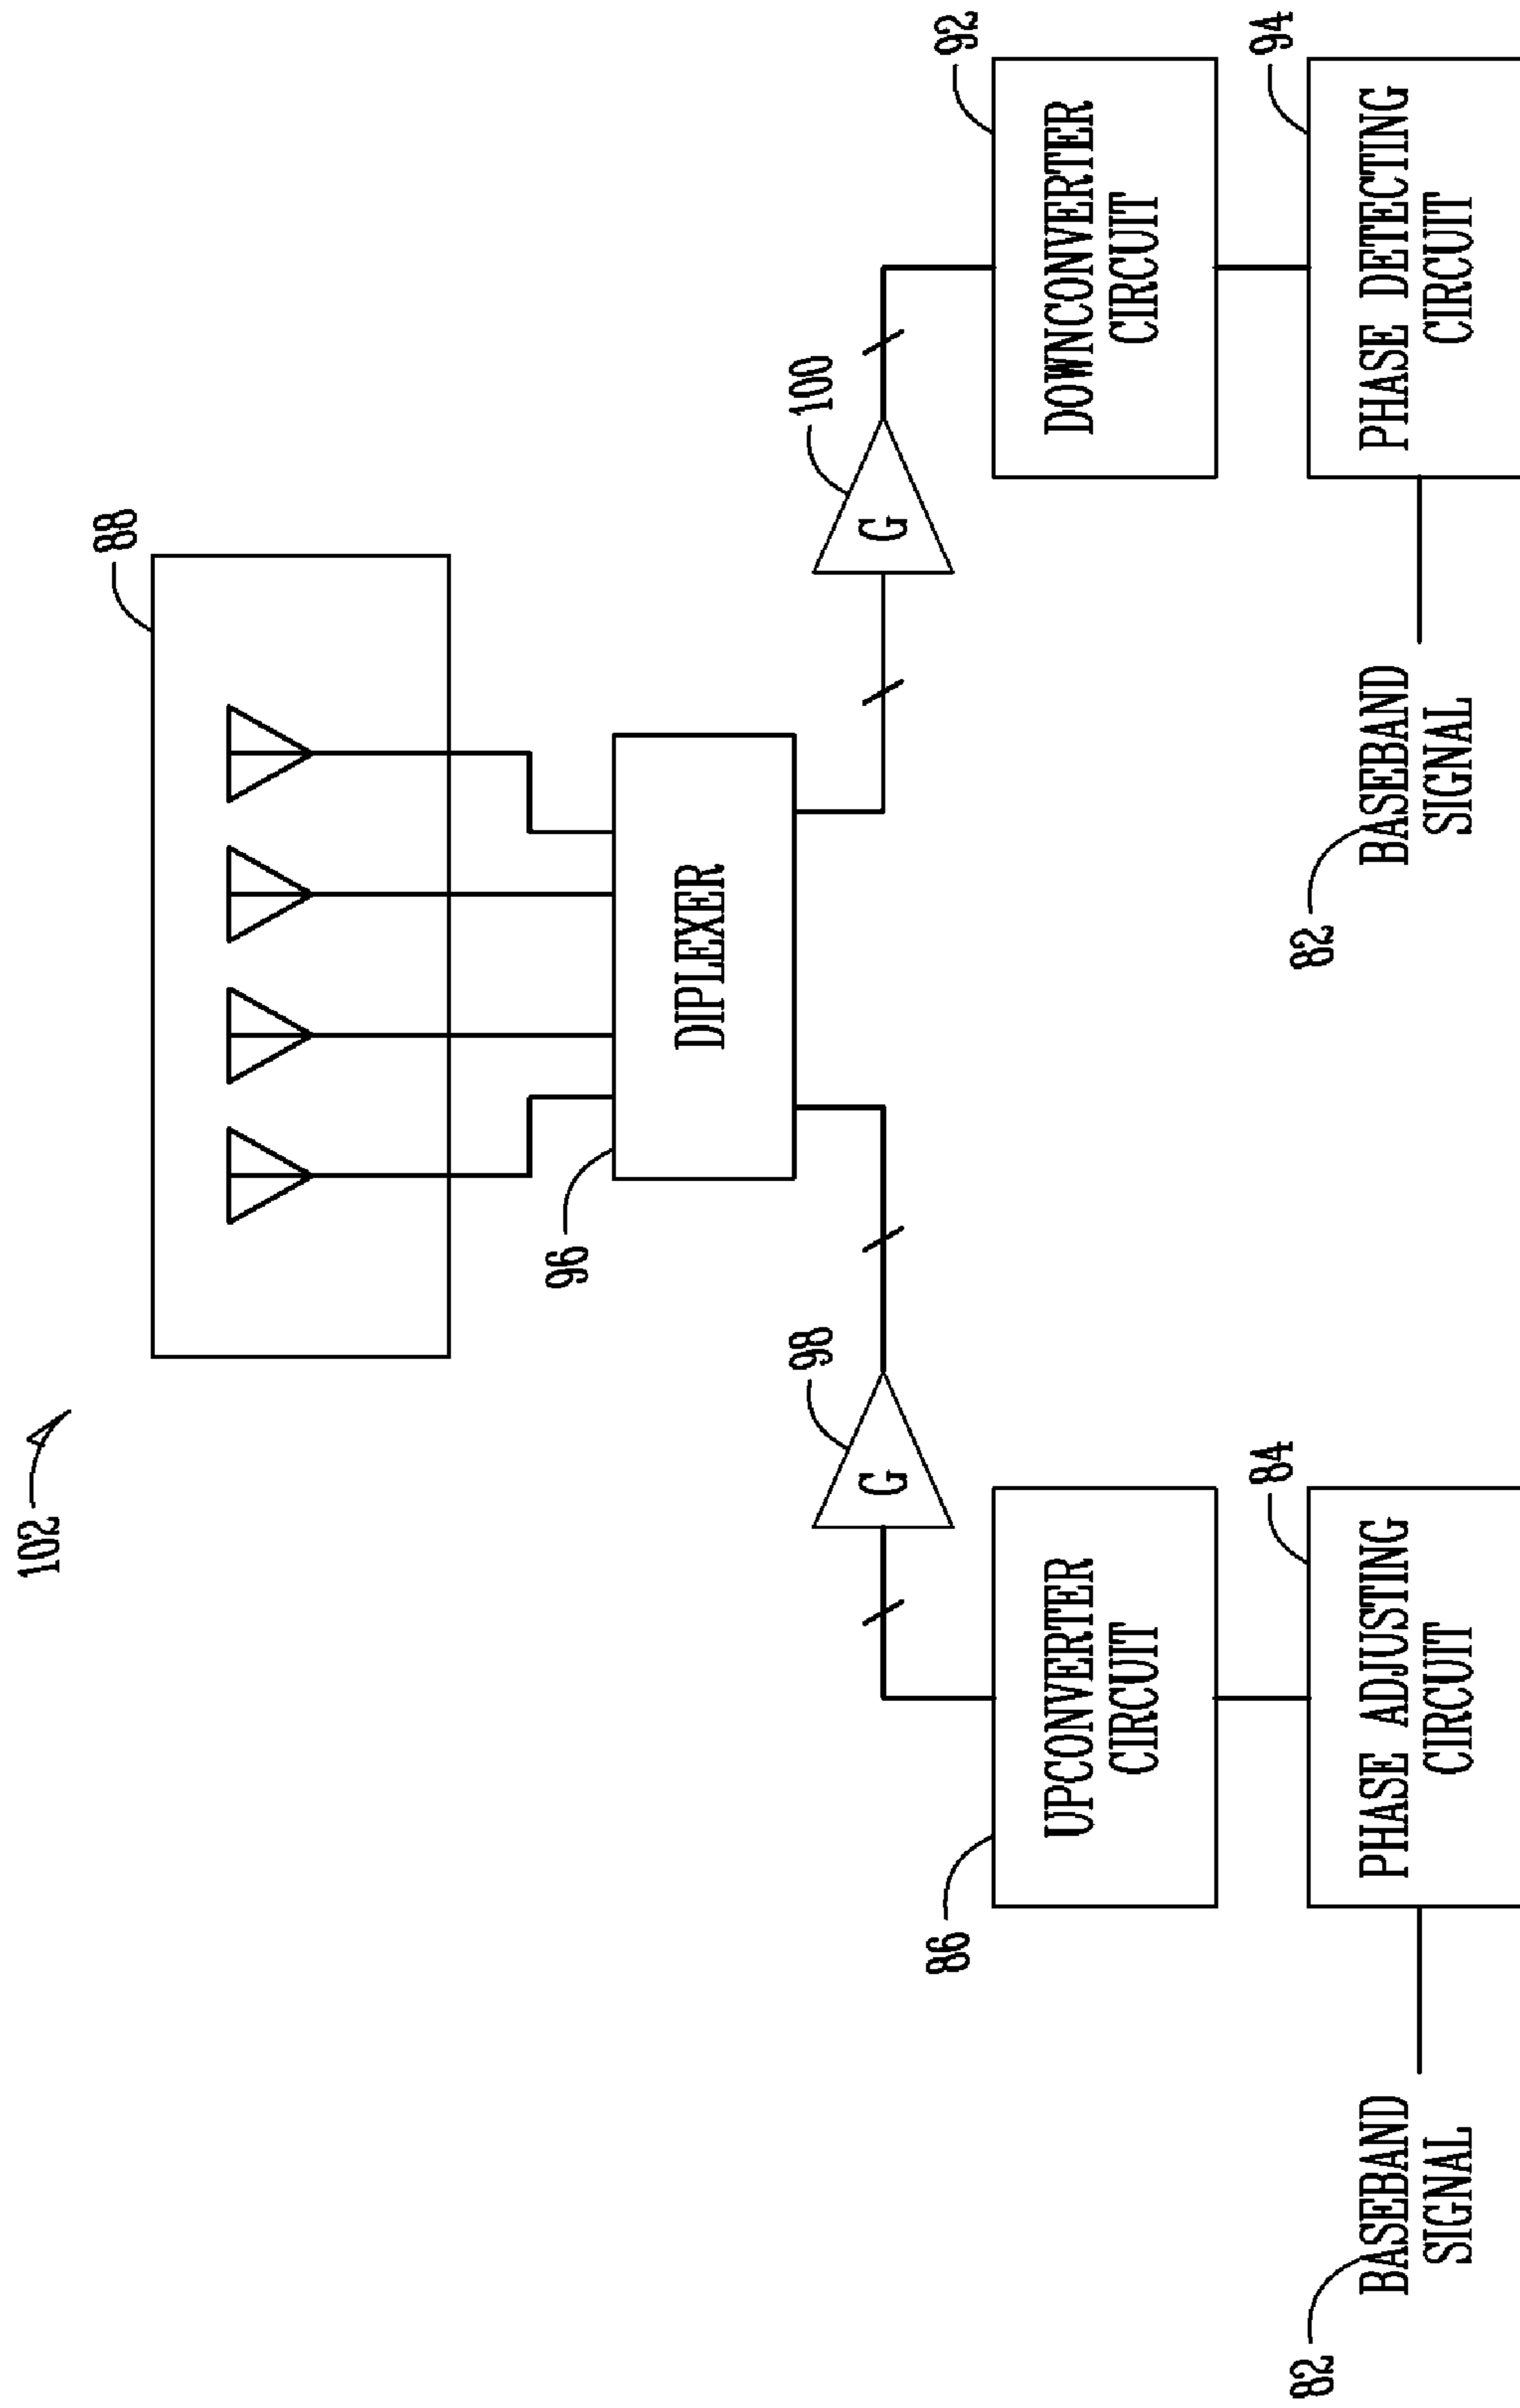 102
88
96
DIPLEXER
98
G
100
G
86
UPCONVERTER
CIRCUIT
92
DOWNCONVERTER
CIRCUIT
82
BASEBAND
SIGNAL
84
PHASE ADJUSTING
CIRCUIT
82
BASEBAND
SIGNAL
94
PHASE DETECTING
CIRCUIT